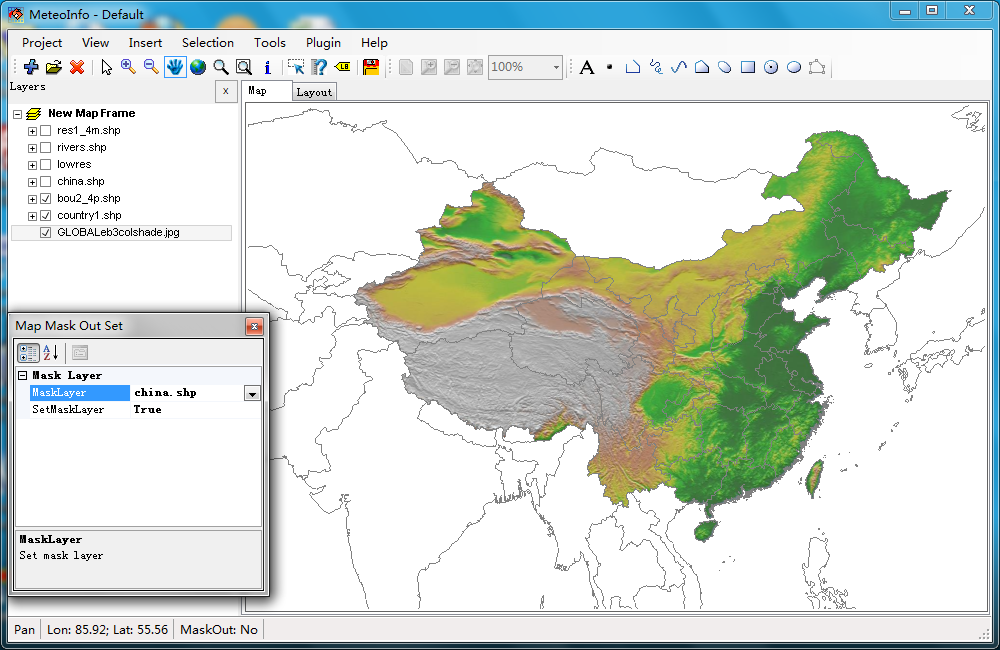 MeteoInfo - Default
Project View Insert Selection Tools Plugin Help
100%
Layers
x
Map Layout
New Map Frame
res1_4m.shp
rivers.shp
lowres
china.shp
bou2_4p.shp
country1.shp
GLOBALeb3colshade.jpg
Map Mask Out Set
Mask Layer
MaskLayer china.shp
SetMaskLayer True
MaskLayer
Set mask layer
Pan Lon: 85.92; Lat: 55.56 MaskOut: No